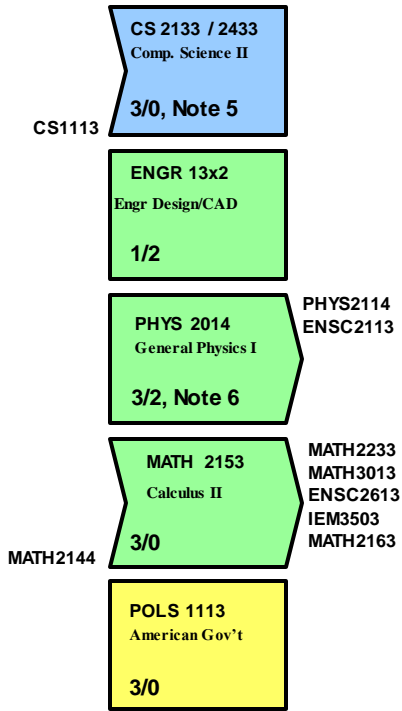 CS 2133 / 2433
Comp. Science II
3/0, Note 5
CS1113
ENGR 13x2
Engr Design/CAD
1/2
PHYS 2014
General Physics I
3/2, Note 6
PHYS2114
ENSC2113
MATH 2153
Calculus II
3/0
MATH2144
MATH2233
MATH3013
ENSC2613
IEM3503
MATH2163
POLS 1113
American Gov't
3/0